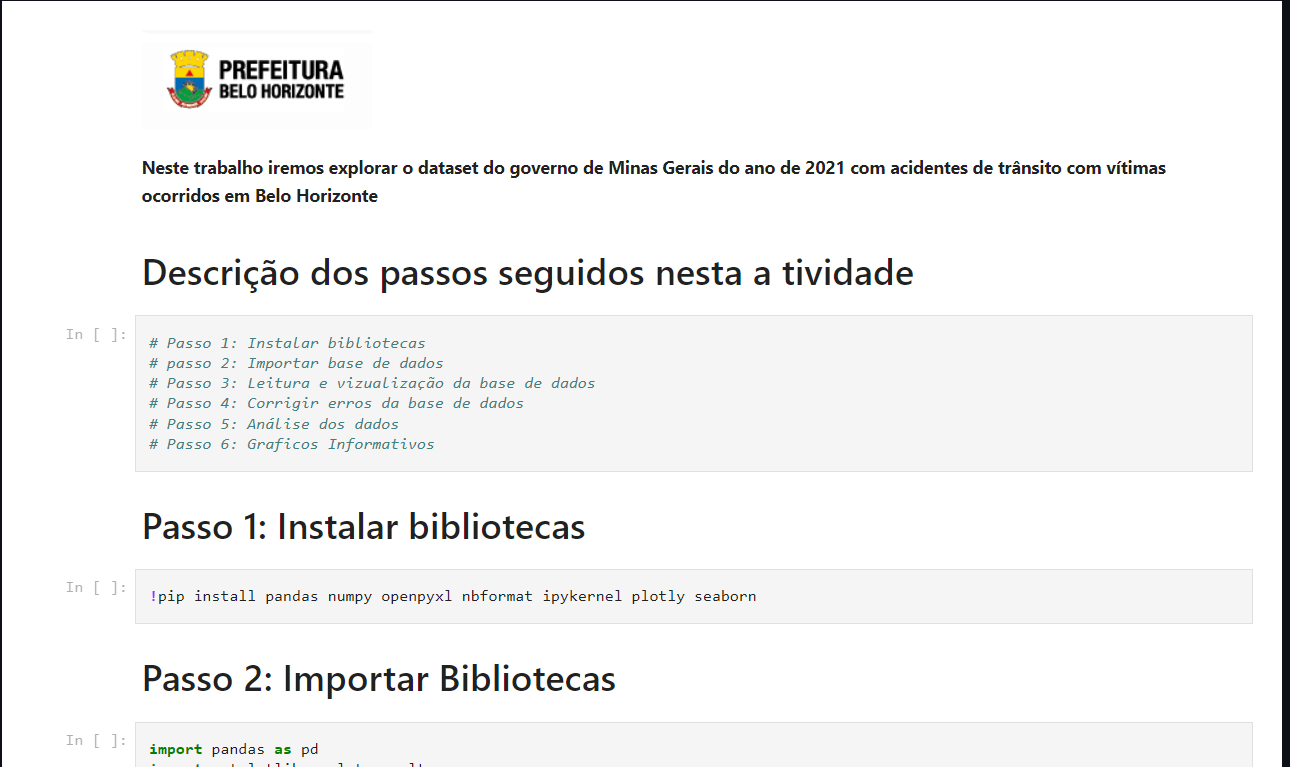 PREFEITURA
BELO HORIZONTE
Neste trabalho iremos explorar o dataset do governo de Minas Gerais do ano de 2021 com acidentes de trânsito com vítimas
ocorridos em Belo Horizonte
Descrição dos passos seguidos nesta a tividade
In [ ]:
# Passo 1: Instalar bibliotecas
# passo 2: Importar base de dados
# Passo 3: Leitura e vizualização da base de dados
# Passo 4: Corrigir erros da base de dados
# Passo 5: Análise dos dados
# Passo 6: Graficos Informativos
Passo 1: Instalar bibliotecas
In [ ]:
!pip install pandas numpy openpyxl nbformat ipykernel plotly seaborn
Passo 2: Importar Bibliotecas
In [ ]:
import pandas as pd